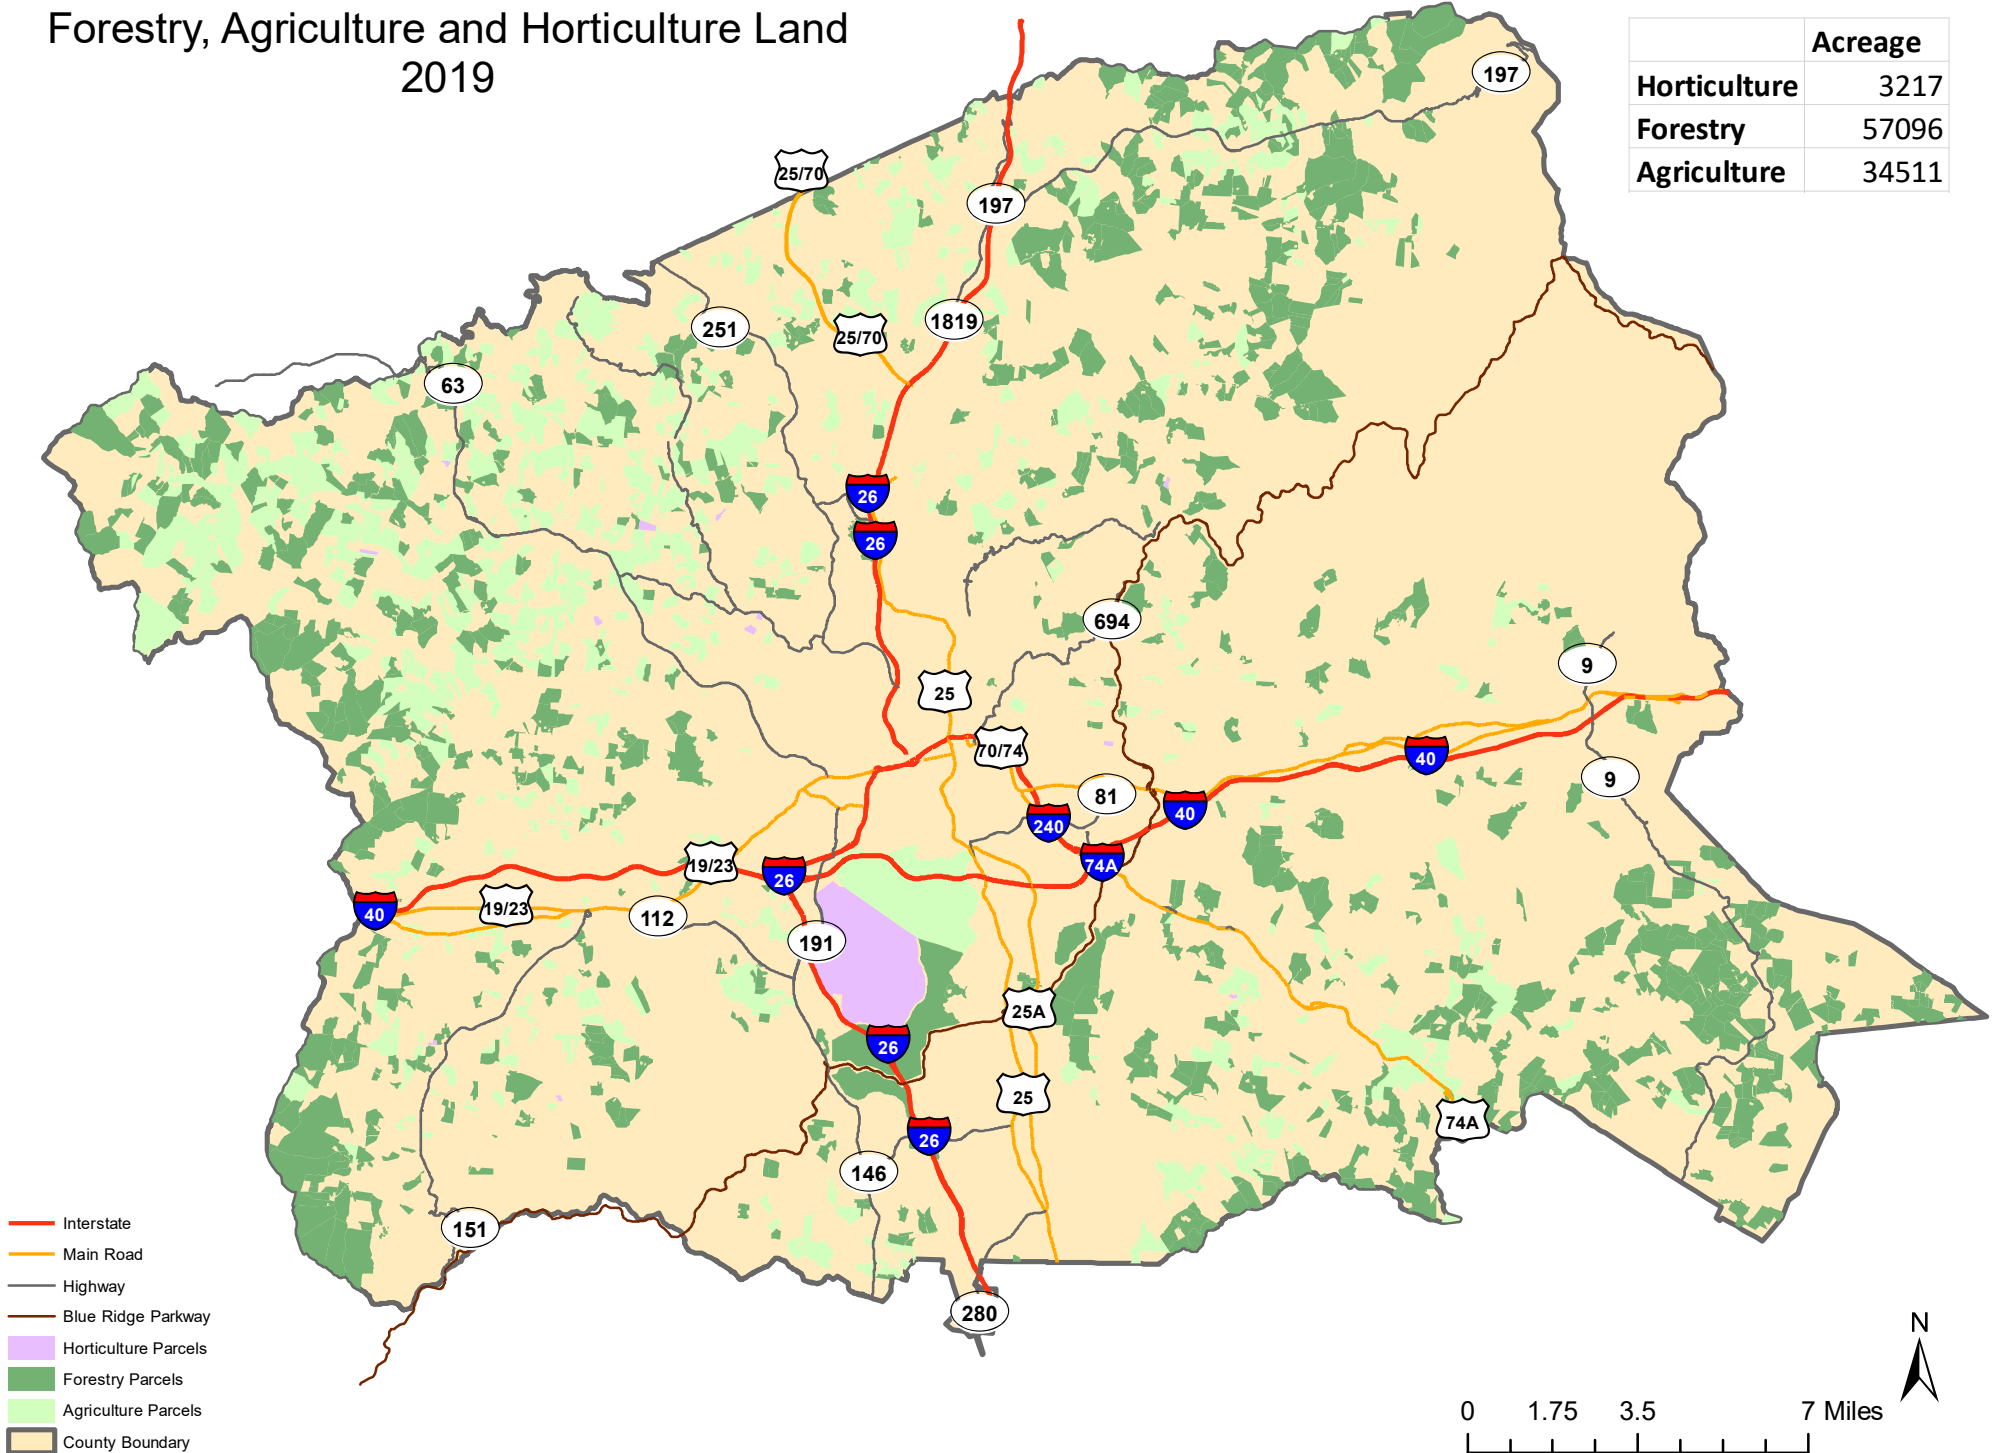 Forestry, Agriculture and Horticulture Land
2019
Acreage
Horticulture 3217
Forestry 57096
Agriculture 34511
197
25/70
197
1819
25/70
251
63
26
26
694
9
25
70/74
40
9
81
40
240
74A
19/23
26
19/23
40
112
191
25A
26
25
74A
26
146
151
280
Interstate
Main Road
Highway
Blue Ridge Parkway
Horticulture Parcels
Forestry Parcels
Agriculture Parcels
County Boundary
N
0 1.75 3.5 7 Miles